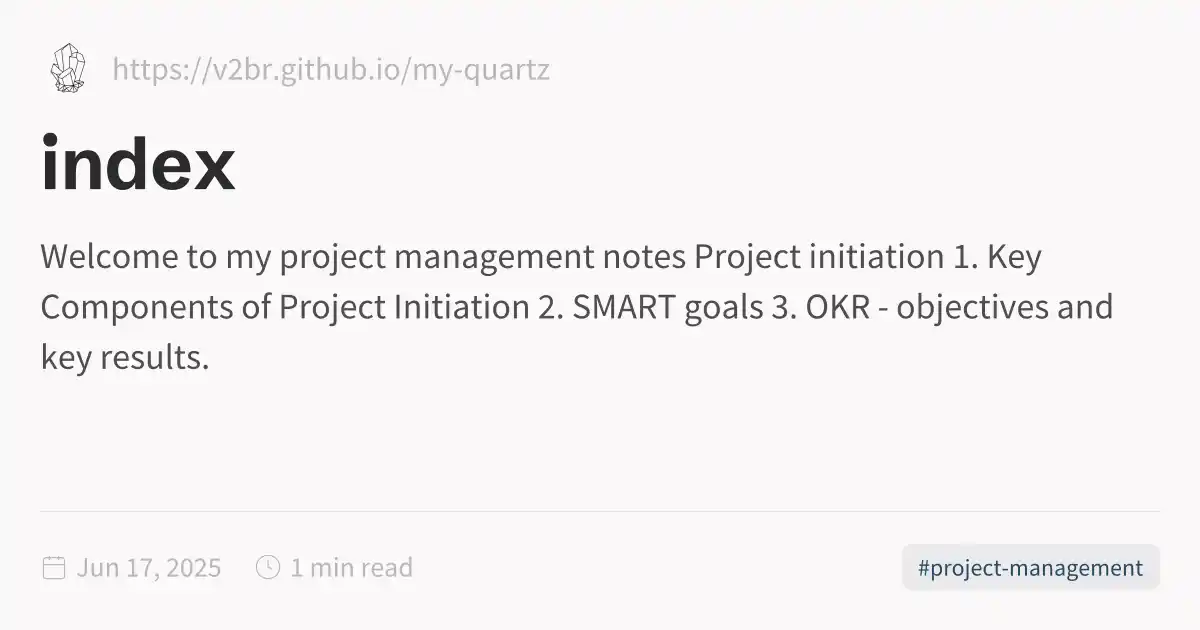 https://v2br.github.io/my-quartz
index
Welcome to my project management notes Project initiation 1. Key
Components of Project Initiation 2. SMART goals 3. OKR - objectives and
key results.
Jun 17, 2025 1 min read #project-management